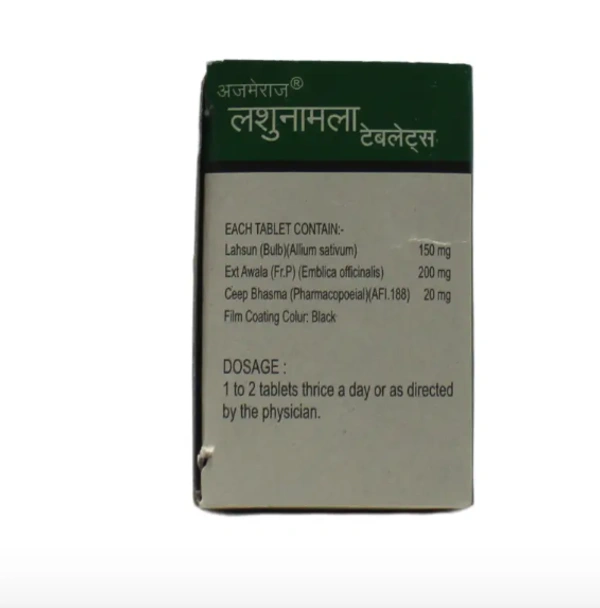 अजमेराज®
लशुनामला
टेबलेट्स
EACH TABLET CONTAIN:-
Lahsun (Bulb)(Allium sativum) 150 mg
Ext Awala (Fr.P) (Emblica officinalis) 200 mg
Ceep Bhasma (Pharmacopoeial)(AFI.188) 20 mg
Film Coating Colur: Black
DOSAGE :
1 to 2 tablets thrice a day or as directed
by the physician.